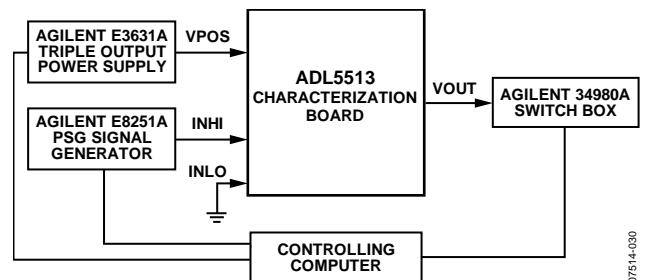 AGILENT E3631A
TRIPLE OUTPUT
POWER SUPPLY
VPOS
AGILENT E8251A
PSG SIGNAL
GENERATOR
INHI
INLO
ADL5513
CHARACTERIZATION
BOARD
VOUT
AGILENT 34980A
SWITCH BOX
CONTROLLING
COMPUTER
07514-030